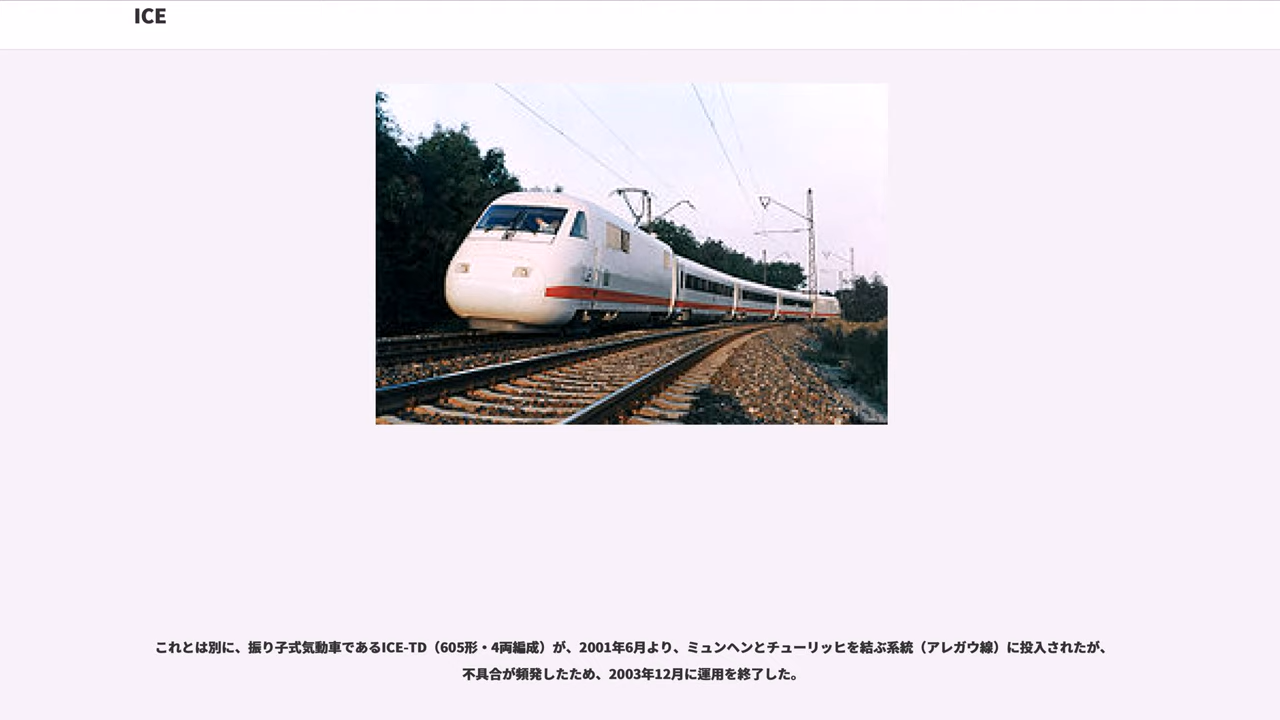 ICE
これとは別に、振り子式気動車であるICE-TD（605形・4両編成）が、2001年6月より、ミュンヘンとチューリッヒを結ぶ系統（アレガウ線）に投入されたが、
不具合が頻発したため、2003年12月に運用を終了した。